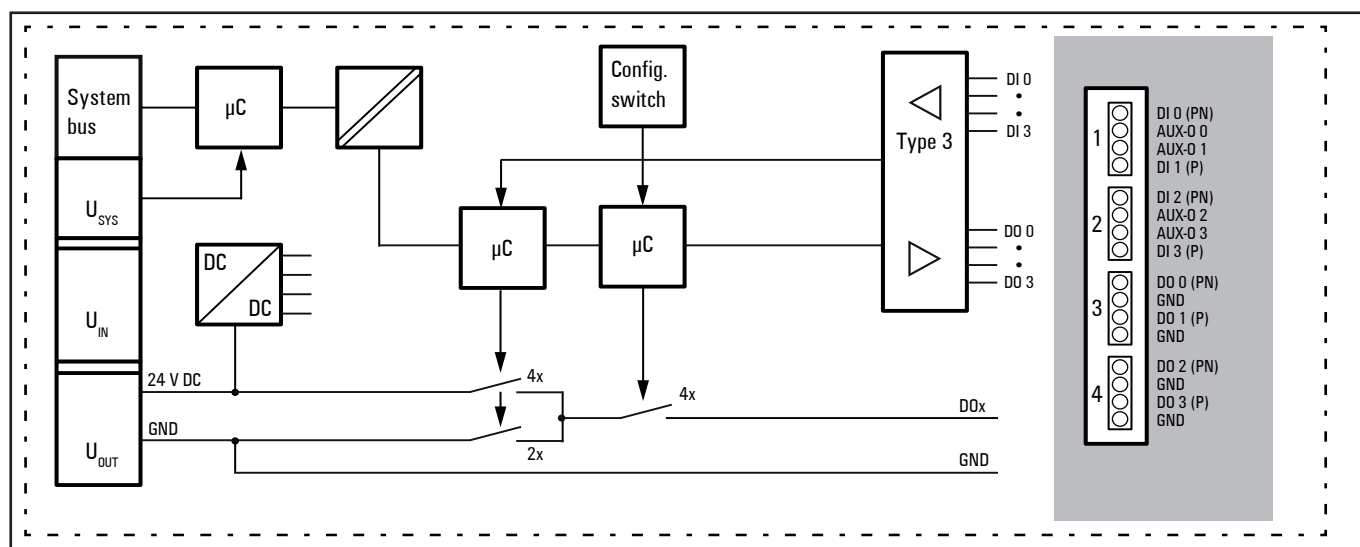 System
bus
U_SYS
U_IN
U_OUT
µC
DC
DC
24 V DC
GND
Config.
switch
µC
µC
4x
2x
4x
Type 3
DI 0
•
•
DI 3
DO 0
•
•
DO 3
DOx
GND
1
DI 0 (PN)
AUX-O 0
AUX-O 1
DI 1 (P)
2
DI 2 (PN)
AUX-O 2
AUX-O 3
DI 3 (P)
3
DO 0 (PN)
GND
DO 1 (P)
GND
4
DO 2 (PN)
GND
DO 3 (P)
GND